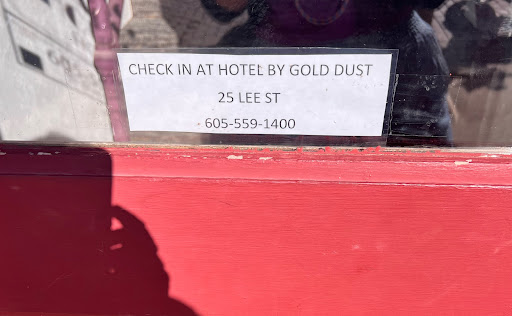 CHECK IN AT HOTEL BY GOLD DUST
25 LEE ST
605-559-1400